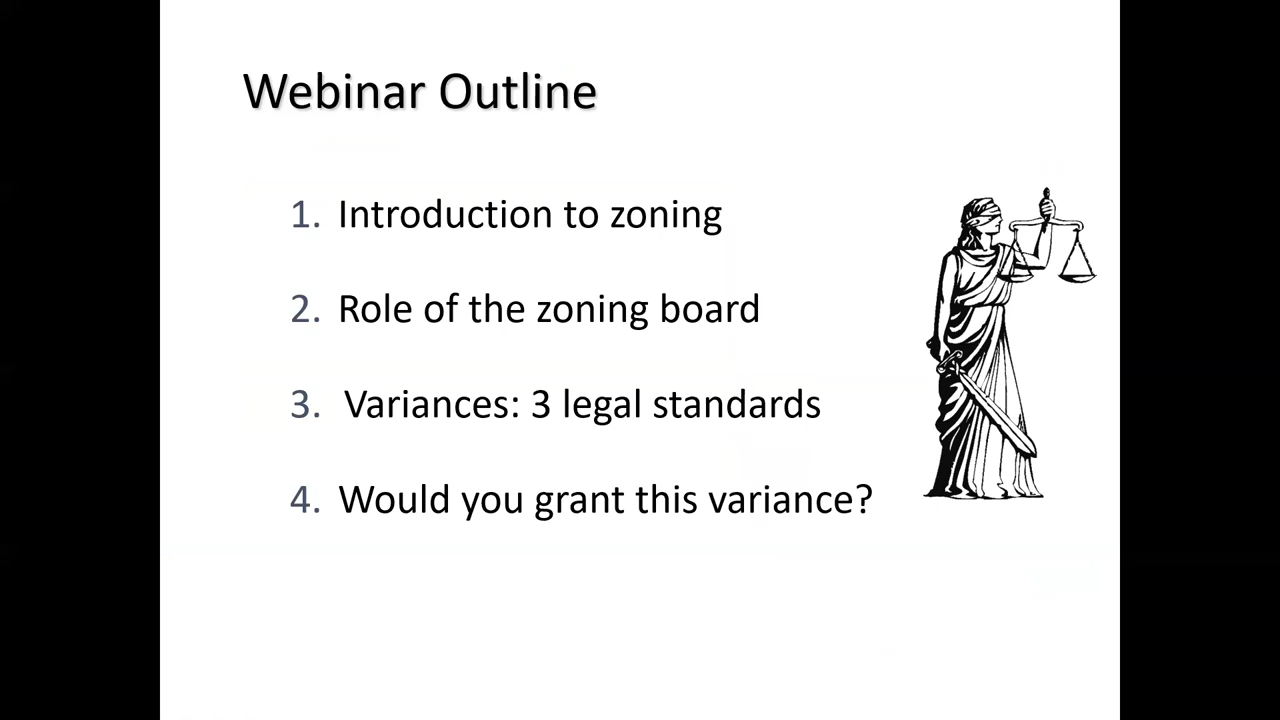 Webinar Outline
1. Introduction to zoning
2. Role of the zoning board
3. Variances: 3 legal standards
4. Would you grant this variance?